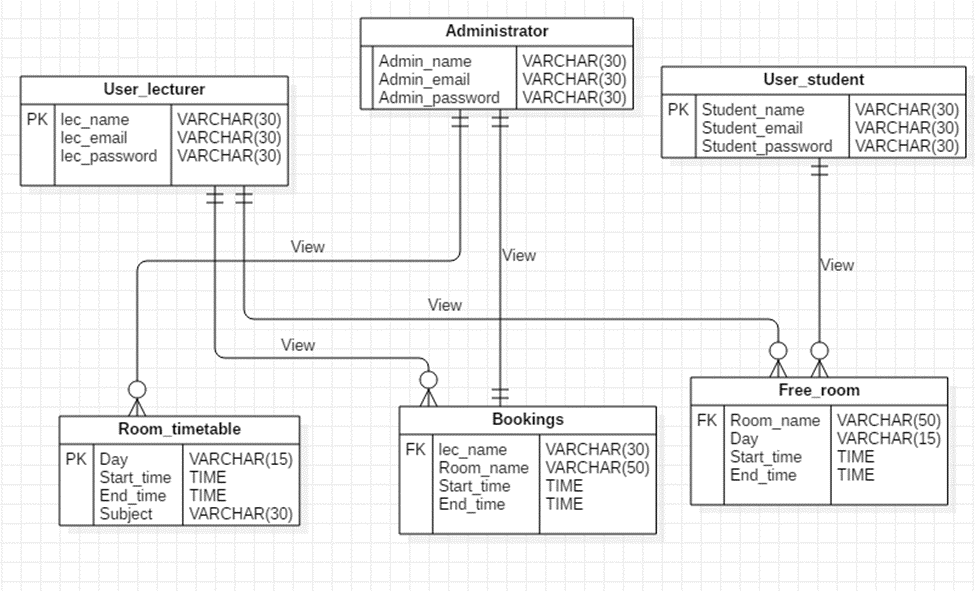 Administrator
Admin_name VARCHAR(30)
Admin_email VARCHAR(30)
Admin_password VARCHAR(30)
User_lecturer
PK lec_name VARCHAR(30)
lec_email VARCHAR(30)
lec_password VARCHAR(30)
User_student
PK Student_name VARCHAR(30)
Student_email VARCHAR(30)
Student_password VARCHAR(30)
View
View
View
View
View
Room_timetable
PK Day VARCHAR(15)
Start_time TIME
End_time TIME
Subject VARCHAR(30)
Bookings
FK lec_name VARCHAR(30)
Room_name VARCHAR(50)
Start_time TIME
End_time TIME
Free_room
FK Room_name VARCHAR(50)
Day VARCHAR(15)
Start_time TIME
End_time TIME